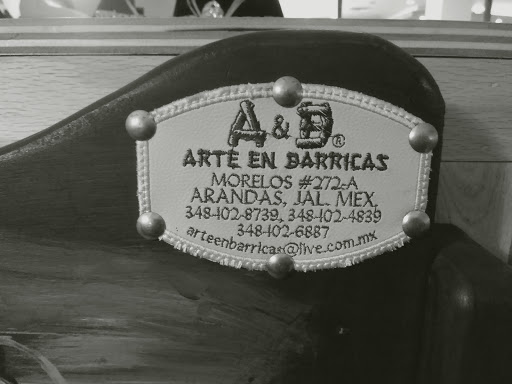 A & B®
ARTE EN BARRICAS
MORELOS #272-A
ARANDAS, JAL. MEX.
348-102-8739, 348-102-4839
348-102-6887
arteenbarricas@live.com.mx